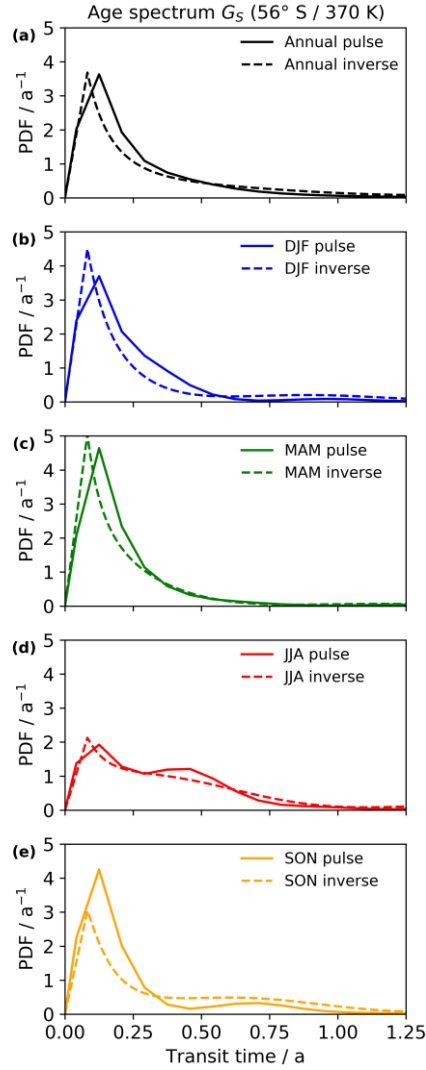 Age spectrum G_S (56° S / 370 K)
(a)
Annual pulse
Annual inverse
PDF / a⁻¹
5
4
3
2
1
0
(b)
DJF pulse
DJF inverse
PDF / a⁻¹
5
4
3
2
1
0
(c)
MAM pulse
MAM inverse
PDF / a⁻¹
5
4
3
2
1
0
(d)
JJA pulse
JJA inverse
PDF / a⁻¹
5
4
3
2
1
0
(e)
SON pulse
SON inverse
PDF / a⁻¹
5
4
3
2
1
0
0.00 0.25 0.50 0.75 1.00 1.25
Transit time / a